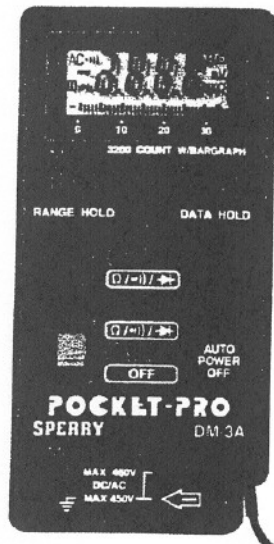 AC
0 10 20 30
3200 COUNT W/BARGRAPH
RANGE HOLD DATA HOLD
Ω/•))/
Ω/•))/
OFF
AUTO
POWER
OFF
POCKET-PRO
SPERRY DM-3A
MAX 450V
DC/AC
MAX 450V